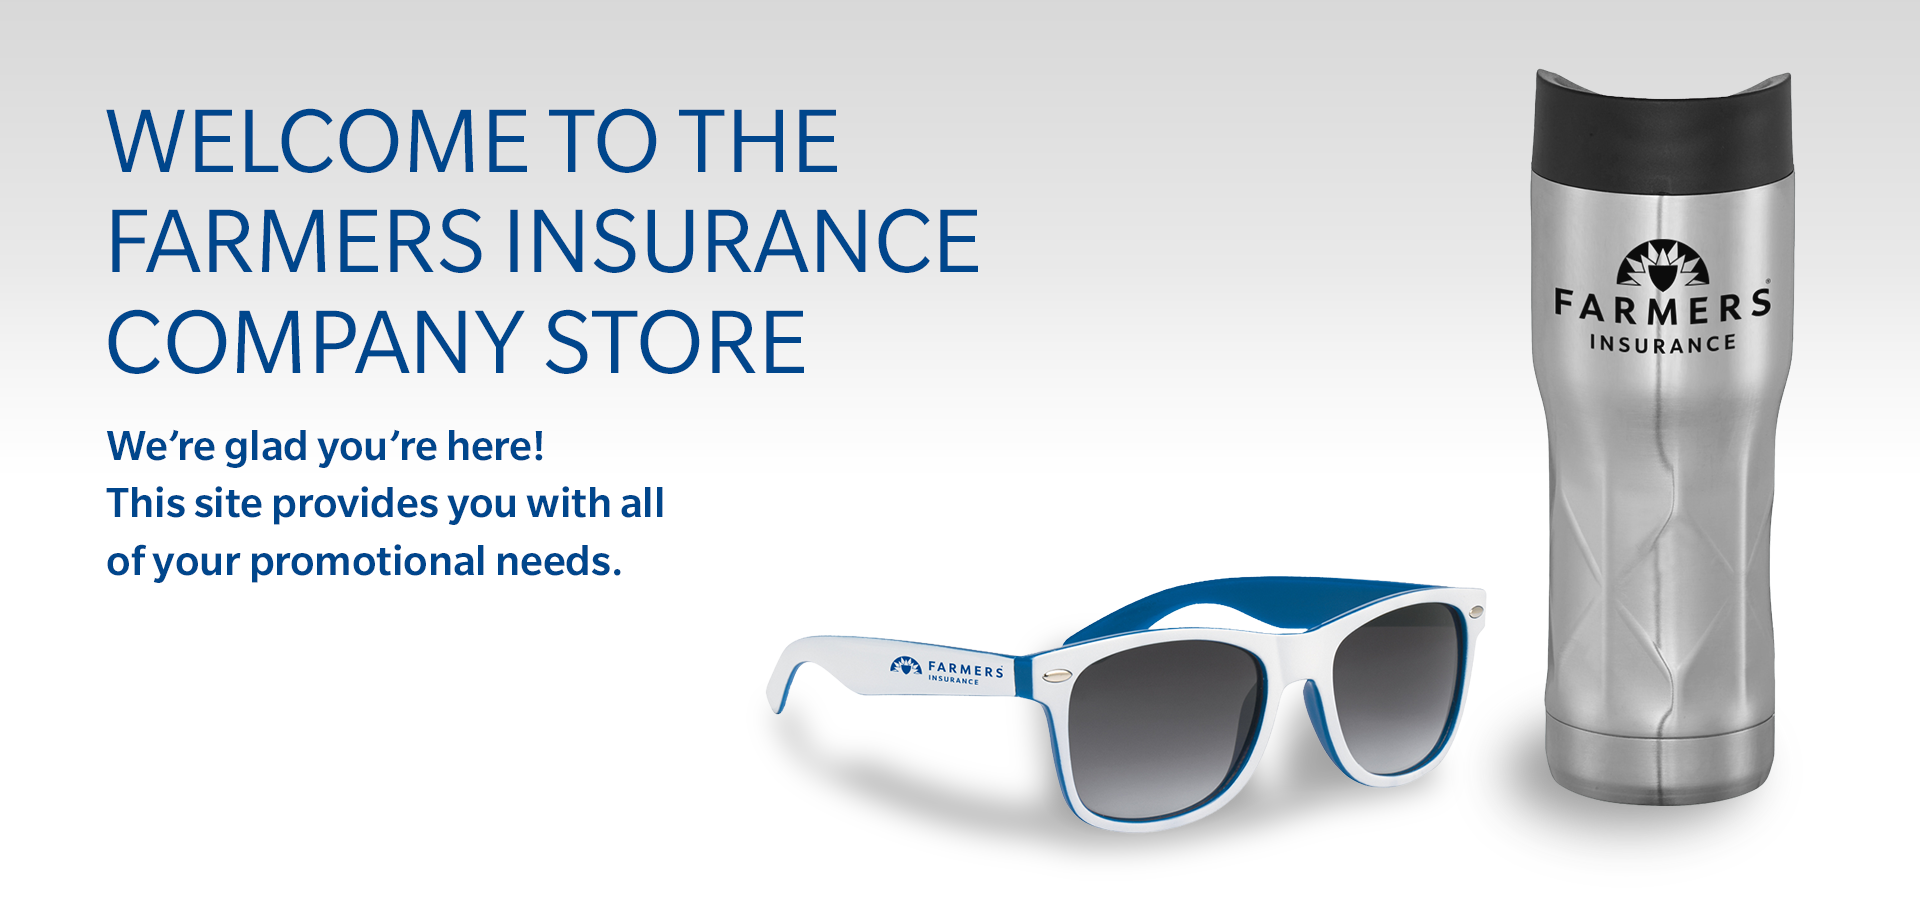 WELCOME TO THE
FARMERS INSURANCE
COMPANY STORE
We’re glad you’re here!
This site provides you with all
of your promotional needs.
FARMERS®
INSURANCE
FARMERS
INSURANCE